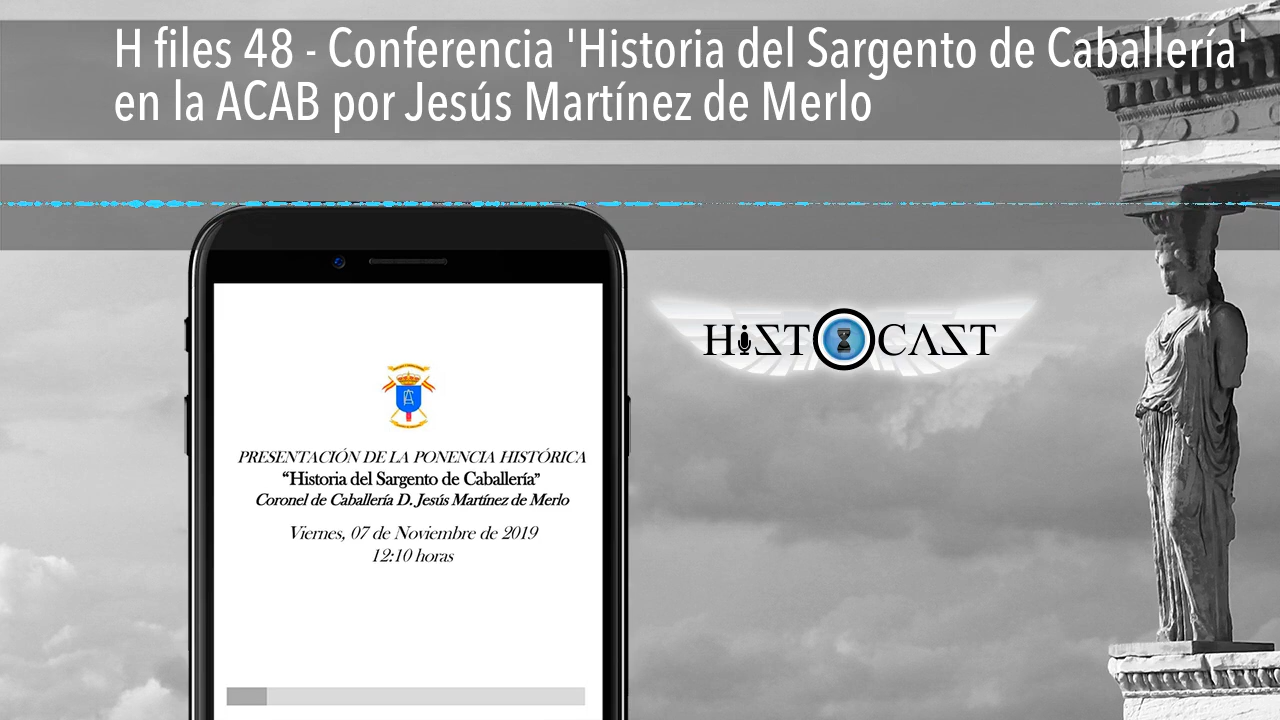 H files 48 - Conferencia 'Historia del Sargento de Caballería'
en la ACAB por Jesús Martínez de Merlo
HISTOCAST
PRESENTACIÓN DE LA PONENCIA HISTÓRICA
“Historia del Sargento de Caballería”
Coronel de Caballería D. Jesús Martínez de Merlo
Viernes, 07 de Noviembre de 2019
12:10 horas